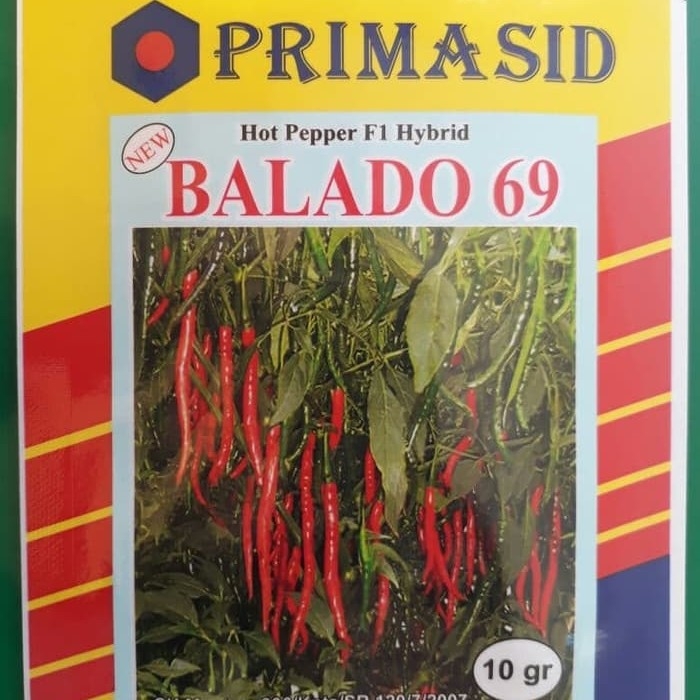 PRIMASID
Hot Pepper F1 Hybrid
NEW
BALADO 69
10 gr